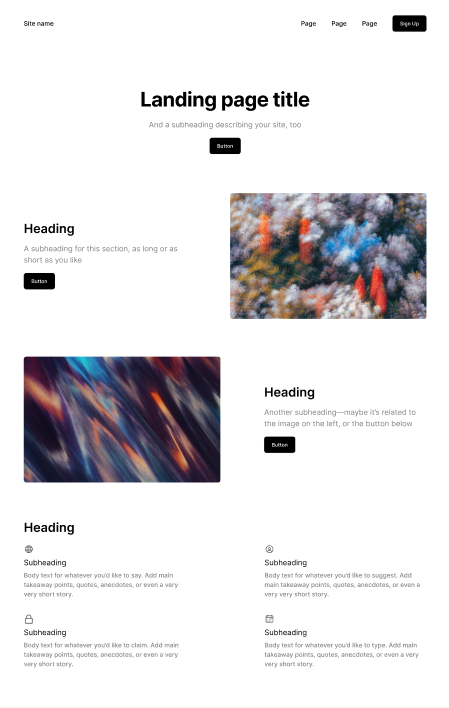 Site name
Page
Page
Page
Sign Up
Landing page title
And a subheading describing your site, too
Button
Heading
A subheading for this section, as long or as
short as you like
Button
Heading
Another subheading—maybe it's related to
the image on the left, or the button below
Button
Heading
Subheading
Body text for whatever you'd like to say. Add main
takeaway points, quotes, anecdotes, or even a very
very short story.
Subheading
Body text for whatever you'd like to suggest. Add
main takeaway points, quotes, anecdotes, or even a
very very short story.
Subheading
Body text for whatever you'd like to claim. Add main
takeaway points, quotes, anecdotes, or even a very
very short story.
Subheading
Body text for whatever you'd like to type. Add main
takeaway points, quotes, anecdotes, or even a very
very short story.